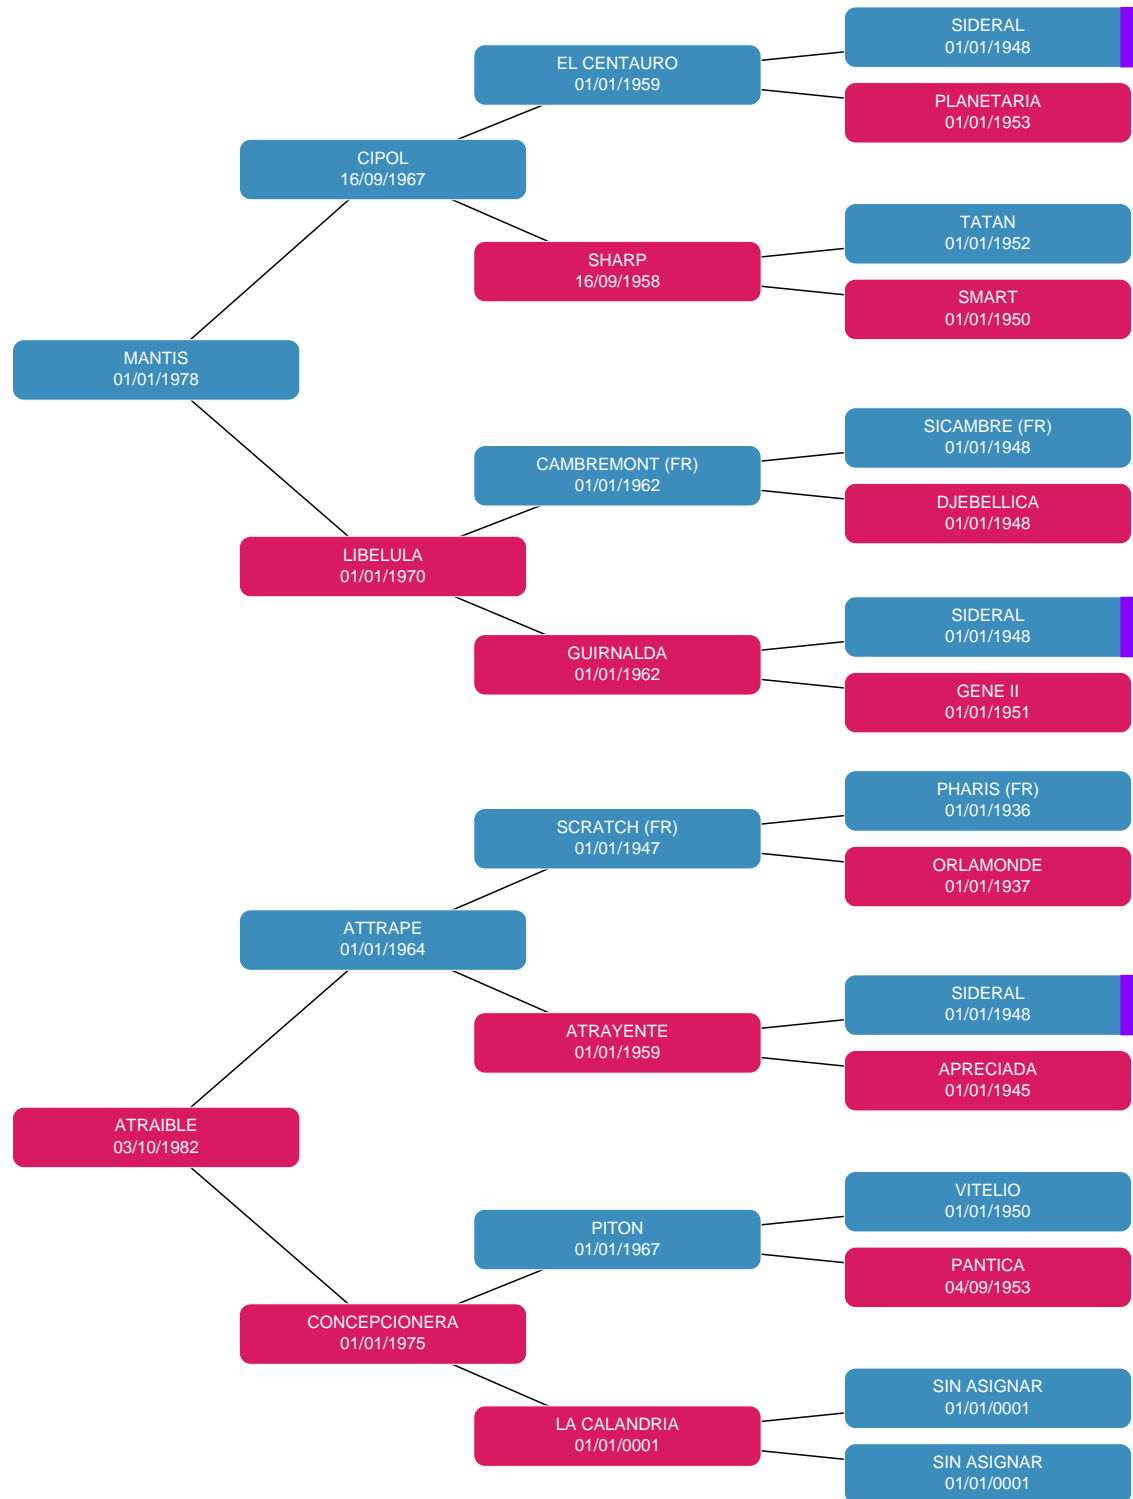 SIDERAL
01/01/1948
EL CENTAURO
01/01/1959
PLANETARIA
01/01/1953
CIPOL
16/09/1967
TATAN
01/01/1952
SHARP
16/09/1958
SMART
01/01/1950
MANTIS
01/01/1978
SICAMBRE (FR)
01/01/1948
CAMBREMONT (FR)
01/01/1962
DJEBELLICA
01/01/1948
LIBELULA
01/01/1970
SIDERAL
01/01/1948
GUIRNALDA
01/01/1962
GENE II
01/01/1951
PHARIS (FR)
01/01/1936
SCRATCH (FR)
01/01/1947
ORLAMONDE
01/01/1937
ATTRAPE
01/01/1964
SIDERAL
01/01/1948
ATRAYENTE
01/01/1959
APRECIADA
01/01/1945
ATRAIBLE
03/10/1982
VITELIO
01/01/1950
PITON
01/01/1967
PANTICA
04/09/1953
CONCEPCIONERA
01/01/1975
SIN ASIGNAR
01/01/0001
LA CALANDRIA
01/01/0001
SIN ASIGNAR
01/01/0001